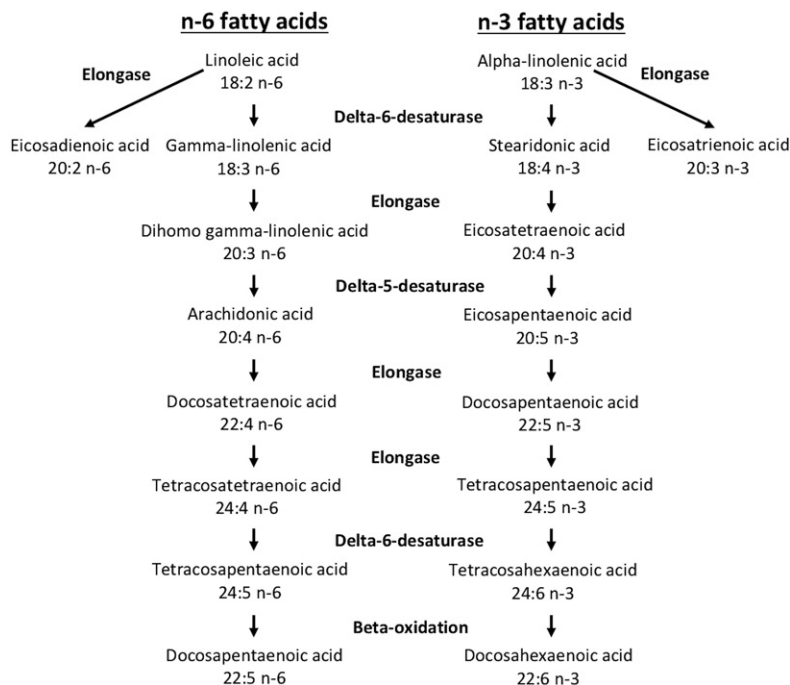 n-6 fatty acids
n-3 fatty acids
Linoleic acid
18:2 n-6
Alpha-linolenic acid
18:3 n-3
Elongase
Elongase
Delta-6-desaturase
Eicosadienoic acid
20:2 n-6
Gamma-linolenic acid
18:3 n-6
Stearidonic acid
18:4 n-3
Eicosatrienoic acid
20:3 n-3
Elongase
Dihomo gamma-linolenic acid
20:3 n-6
Eicosatetraenoic acid
20:4 n-3
Delta-5-desaturase
Arachidonic acid
20:4 n-6
Eicosapentaenoic acid
20:5 n-3
Elongase
Docosatetraenoic acid
22:4 n-6
Docosapentaenoic acid
22:5 n-3
Elongase
Tetracosatetraenoic acid
24:4 n-6
Tetracosapentaenoic acid
24:5 n-3
Delta-6-desaturase
Tetracosapentaenoic acid
24:5 n-6
Tetracosahexaenoic acid
24:6 n-3
Beta-oxidation
Docosapentaenoic acid
22:5 n-6
Docosahexaenoic acid
22:6 n-3